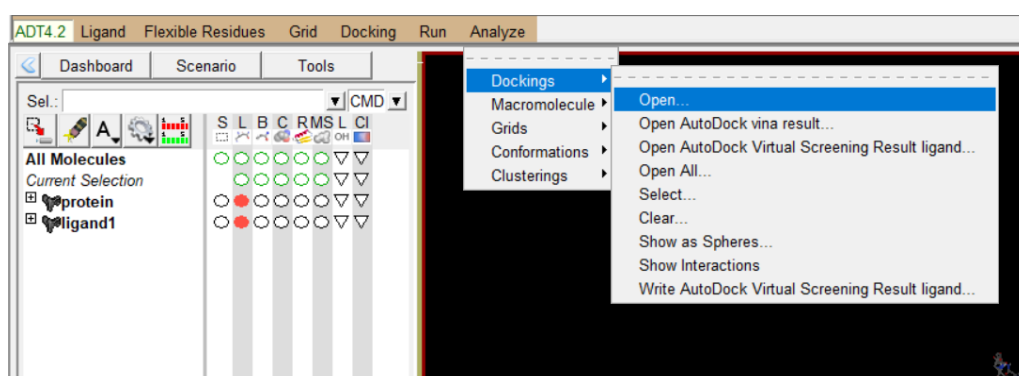 ADT4.2 Ligand Flexible Residues Grid Docking Run Analyze
Dashboard Scenario Tools
Sel.: CMD
A S L B C R MS L Cl
OH
All Molecules
Current Selection
protein
ligand1
Dockings
Macromolecule
Grids
Conformations
Clusterings
Open...
Open AutoDock vina result...
Open AutoDock Virtual Screening Result ligand...
Open All...
Select...
Clear...
Show as Spheres...
Show Interactions
Write AutoDock Virtual Screening Result ligand...